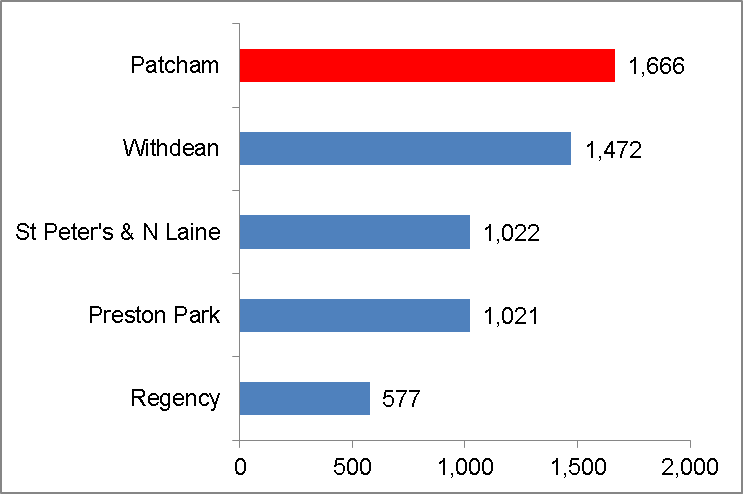 Patcham 1,666
Withdean 1,472
St Peter's & N Laine 1,022
Preston Park 1,021
Regency 577
0 500 1,000 1,500 2,000